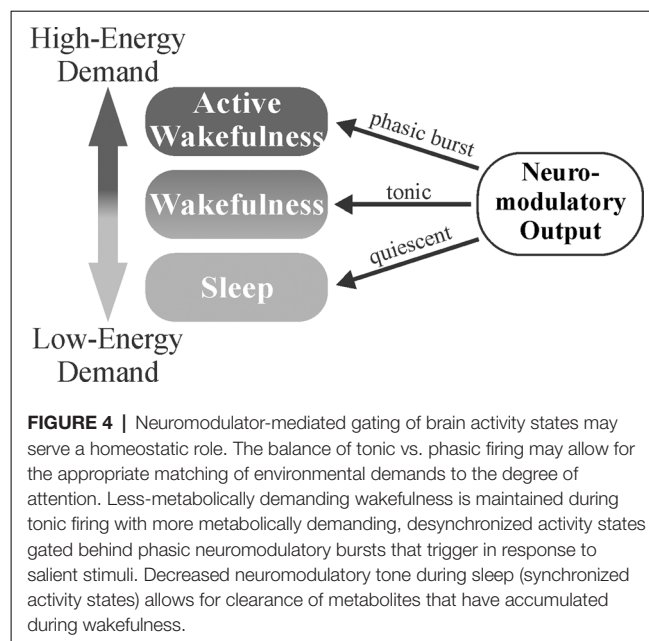 High-Energy
Demand
Active
Wakefulness
phasic burst
Wakefulness
tonic
Neuro-
modulatory
Output
quiescent
Sleep
Low-Energy
Demand
FIGURE 4 | Neuromodulator-mediated gating of brain activity states may
serve a homeostatic role. The balance of tonic vs. phasic firing may allow for
the appropriate matching of environmental demands to the degree of
attention. Less-metabolically demanding wakefulness is maintained during
tonic firing with more metabolically demanding, desynchronized activity states
gated behind phasic neuromodulatory bursts that trigger in response to
salient stimuli. Decreased neuromodulatory tone during sleep (synchronized
activity states) allows for clearance of metabolites that have accumulated
during wakefulness.